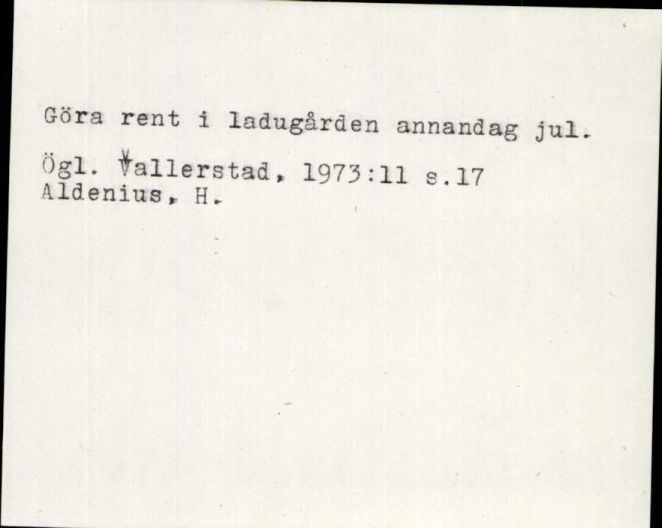 Göra rent i ladugården annandag jul.
Ögl. Vallerstad, 1973:11 s.17
Aldenius, H.